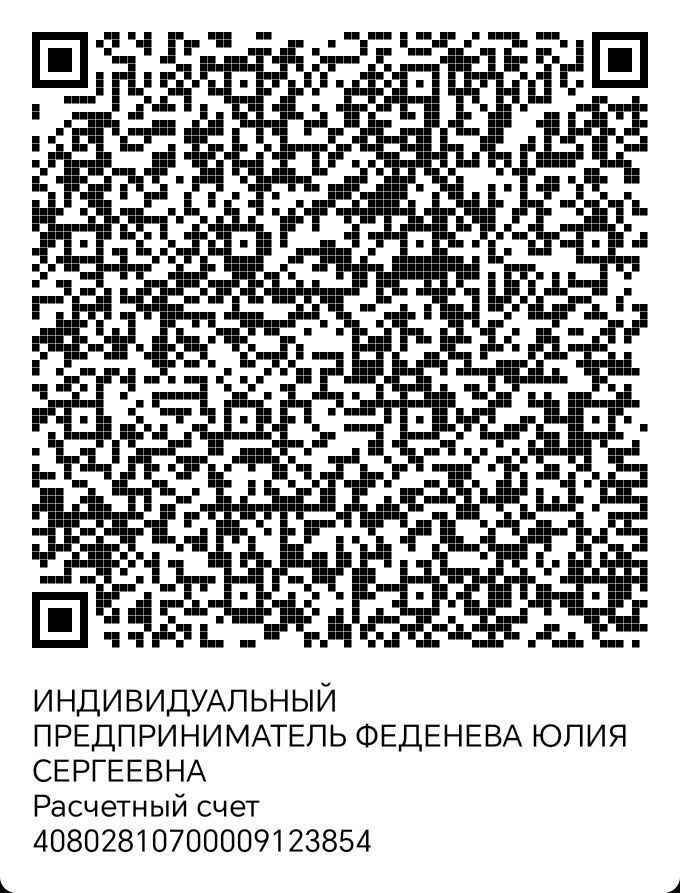 ИНДИВИДУАЛЬНЫЙ
ПРЕДПРИНИМАТЕЛЬ ФЕДЕНЕВА ЮЛИЯ
СЕРГЕЕВНА
Расчетный счет
40802810700009123854